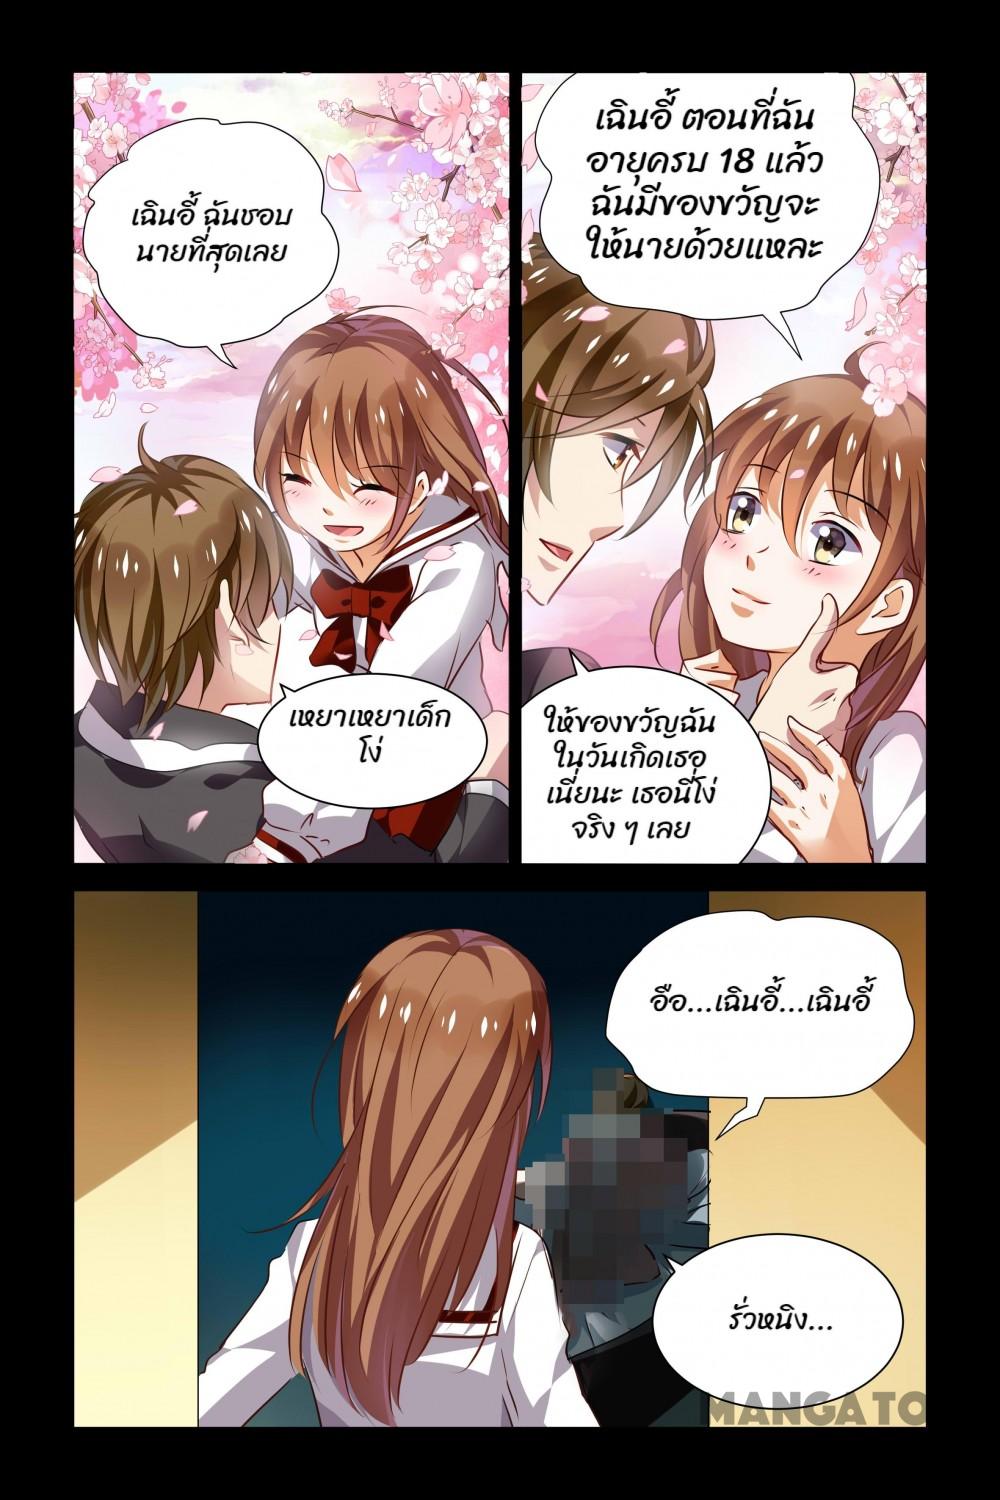 เฉินอี้ ฉันชอบ
นายที่สุดเลย
เหยาเหยาเด็ก
โง่
เฉินอี้ ตอนที่ฉัน
อายุครบ 18 แล้ว
ฉันมีของขวัญจะ
ให้นายด้วยแหละ
ให้ของขวัญฉัน
ในวันเกิดเธอ
เนี่ยนะ เธอนี่โง่
จริง ๆ เลย
อือ...เฉินอี้...เฉินอี้
รั่วหนิง...
MANGATO